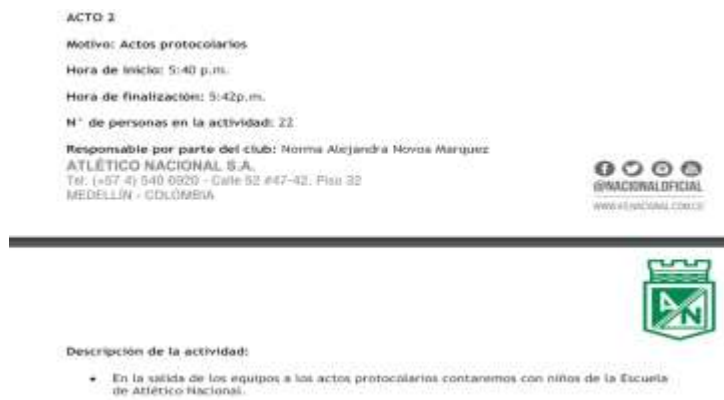 ACTO 2
Motivo: Actos protocolarios
Hora de inicio: 5:40 p.m.
Hora de finalización: 5:42p.m.
N° de personas en la actividad: 22
Responsable por parte del club: Norma Alejandra Novoa Marquez
ATLÉTICO NACIONAL S.A.
Tel: (+57 4) 540 6920 - Calle 52 #47-42, Piso 32
MEDELLÍN - COLOMBIA
@NACIONALOFICIAL
AN
Descripción de la actividad:
• En la salida de los equipos a los actos protocolarios contaremos con niños de la Escuela
de Atlético Nacional.